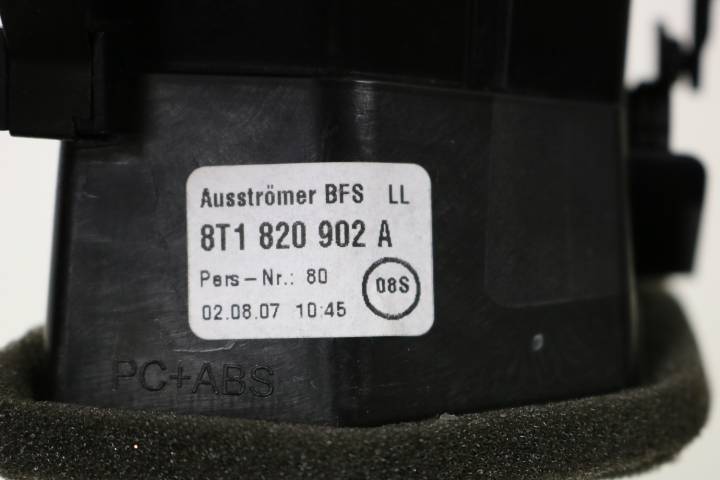 Ausströmer BFS LL
8T1 820 902 A
Pers-Nr.: 80
08S
02.08.07 10:45
PC+ABS